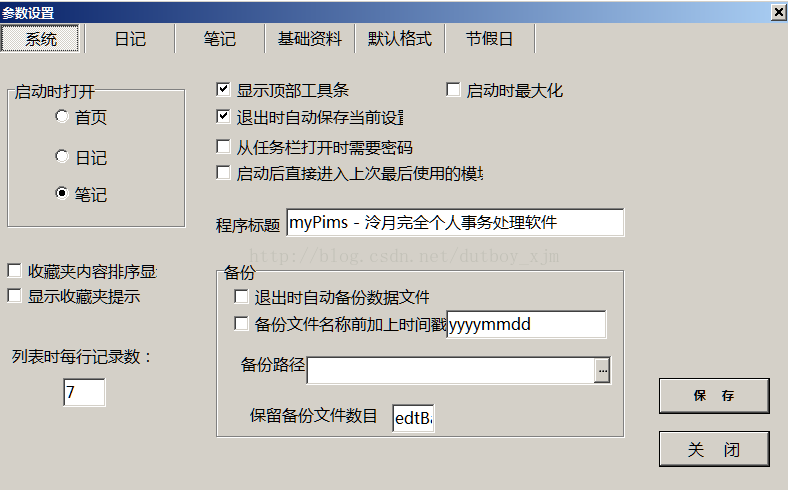 参数设置
系统 日记 笔记 基础资料 默认格式 节假日
启动时打开
首页
日记
笔记
显示顶部工具条 启动时最大化
退出时自动保存当前设置
从任务栏打开时需要密码
启动后直接进入上次最后使用的模块
程序标题 myPims - 泠月完全个人事务处理软件
http://blog.csdn.net/dutboy_xjm
收藏夹内容排序显
显示收藏夹提示
列表时每行记录数：
7
备份
退出时自动备份数据文件
备份文件名称前加上时间戳 yyyymmdd
备份路径 ...
保留备份文件数目 edtBa
保 存
关 闭